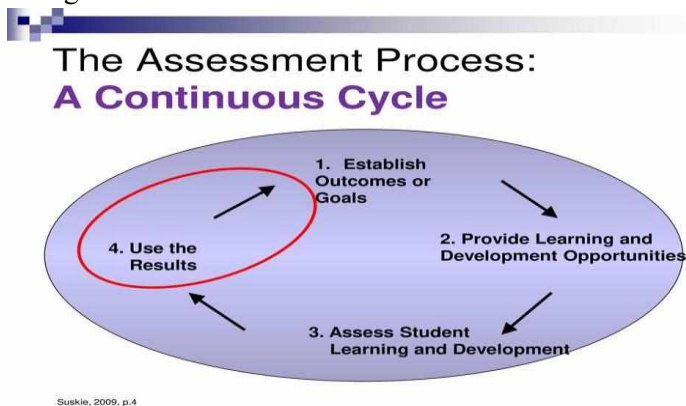 The Assessment Process:
A Continuous Cycle
1. Establish
Outcomes or
Goals
2. Provide Learning and
Development Opportunities
3. Assess Student
Learning and Development
4. Use the
Results
Suskie, 2009, p.4